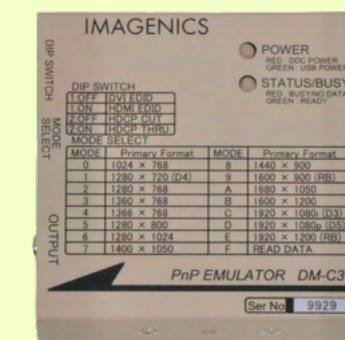 IMAGENICS
POWER
RED : DDC POWER
GREEN : USB POWER
STATUS/BUSY
RED : BUSY/NO DATA
GREEN : READY
DIP SWITCH
MODE SELECT
OUTPUT
DIP SWITCH
1:OFF DVI EDID
1:ON HDMI EDID
2:OFF HDCP CUT
2:ON HDCP THRU
MODE SELECT
MODE Primary Format MODE Primary Format
0 1024 × 768 8 1440 × 900
1 1280 × 720 (D4) 9 1600 × 900 (RB)
2 1280 × 768 A 1680 × 1050
3 1360 × 768 B 1600 × 1200
4 1366 × 768 C 1920 × 1080i (D3)
5 1280 × 800 D 1920 × 1080p (D5)
6 1280 × 1024 E 1920 × 1200 (RB)
7 1400 × 1050 F READ DATA
PnP EMULATOR DM-C3
Ser No 9929